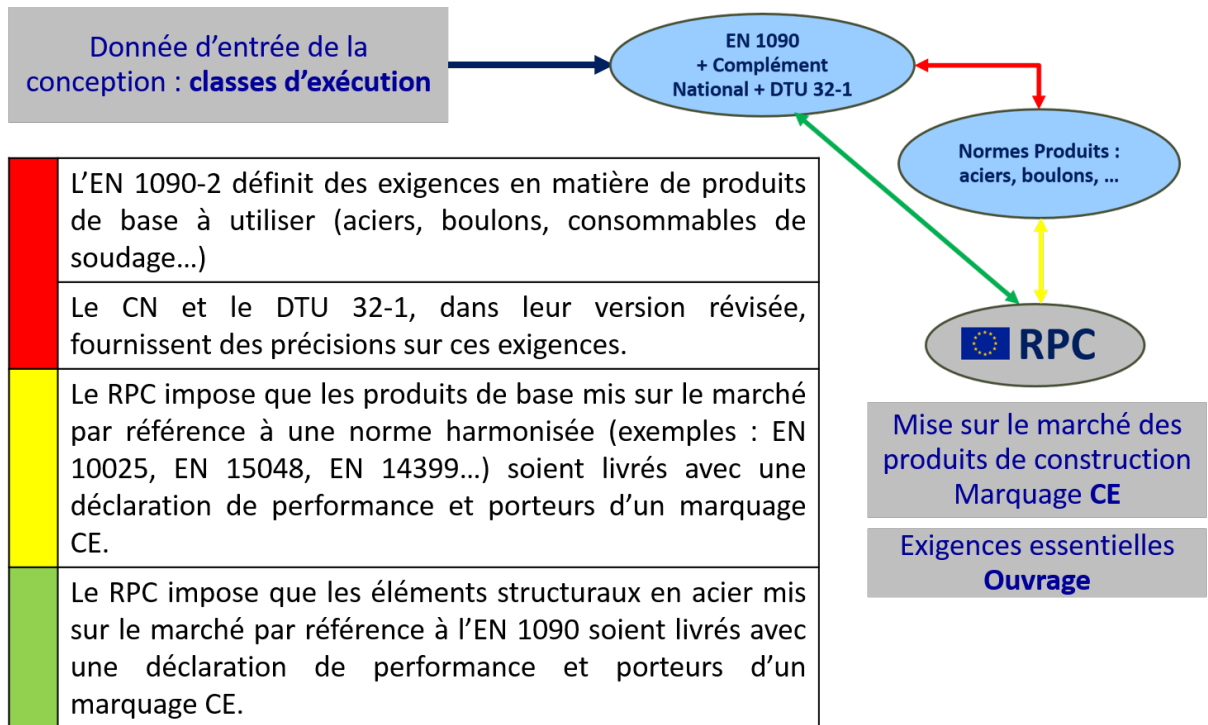 Donnée d’entrée de la
conception : classes d’exécution
EN 1090
+ Complément
National + DTU 32-1
Normes Produits :
aciers, boulons, …
L’EN 1090-2 définit des exigences en matière de produits
de base à utiliser (aciers, boulons, consommables de
soudage…)
Le CN et le DTU 32-1, dans leur version révisée,
fournissent des précisions sur ces exigences.
Le RPC impose que les produits de base mis sur le marché
par référence à une norme harmonisée (exemples : EN
10025, EN 15048, EN 14399…) soient livrés avec une
déclaration de performance et porteurs d’un marquage
CE.
Le RPC impose que les éléments structuraux en acier mis
sur le marché par référence à l’EN 1090 soient livrés avec
une déclaration de performance et porteurs d’un
marquage CE.
RPC
Mise sur le marché des
produits de construction
Marquage CE
Exigences essentielles
Ouvrage